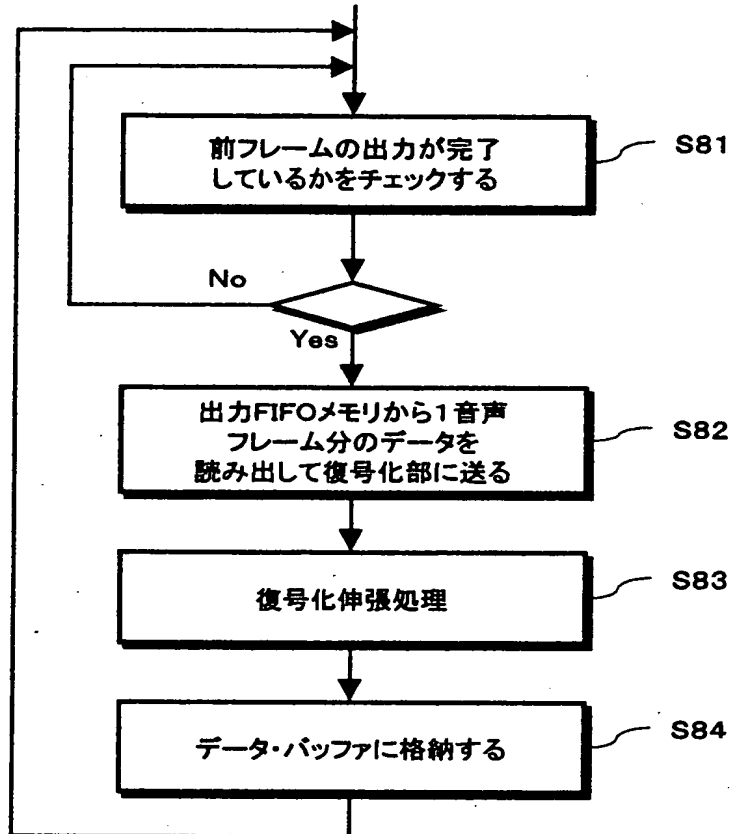 前フレームの出力が完了
しているかをチェックする
S81
No
Yes
出力FIFOメモリから1音声
フレーム分のデータを
読み出して復号化部に送る
S82
復号化伸張処理
S83
データ・バッファに格納する
S84